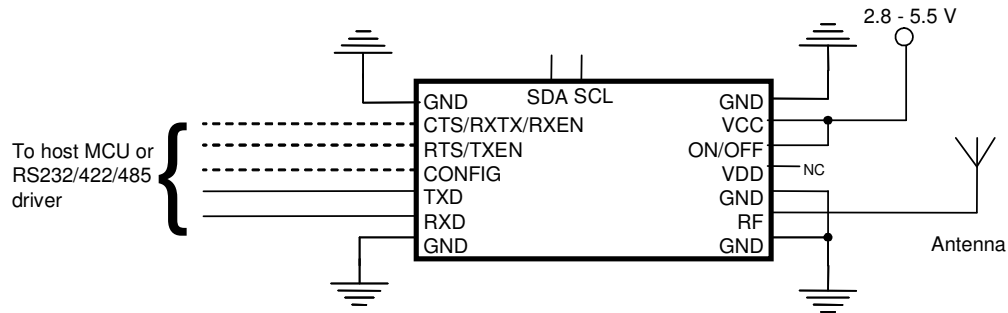 2.8 - 5.5 V
SDA SCL
GND
CTS/RXTX/RXEN
RTS/TXEN
CONFIG
TXD
RXD
GND
GND
VCC
ON/OFF
VDD
GND
RF
GND
NC
To host MCU or
RS232/422/485
driver
Antenna